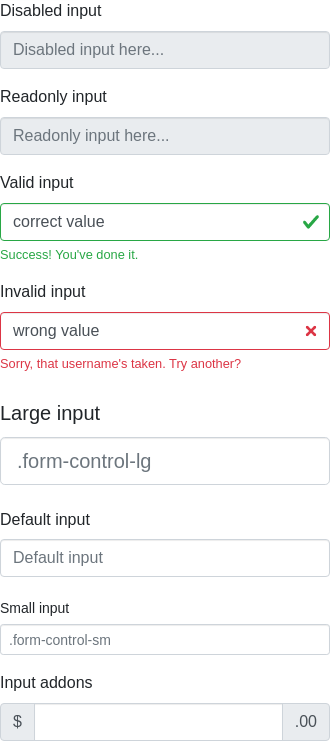 Disabled input
Disabled input here...
Readonly input
Readonly input here...
Valid input
correct value
Success! You've done it.
Invalid input
wrong value
Sorry, that username's taken. Try another?
Large input
.form-control-lg
Default input
Default input
Small input
.form-control-sm
Input addons
$ .00